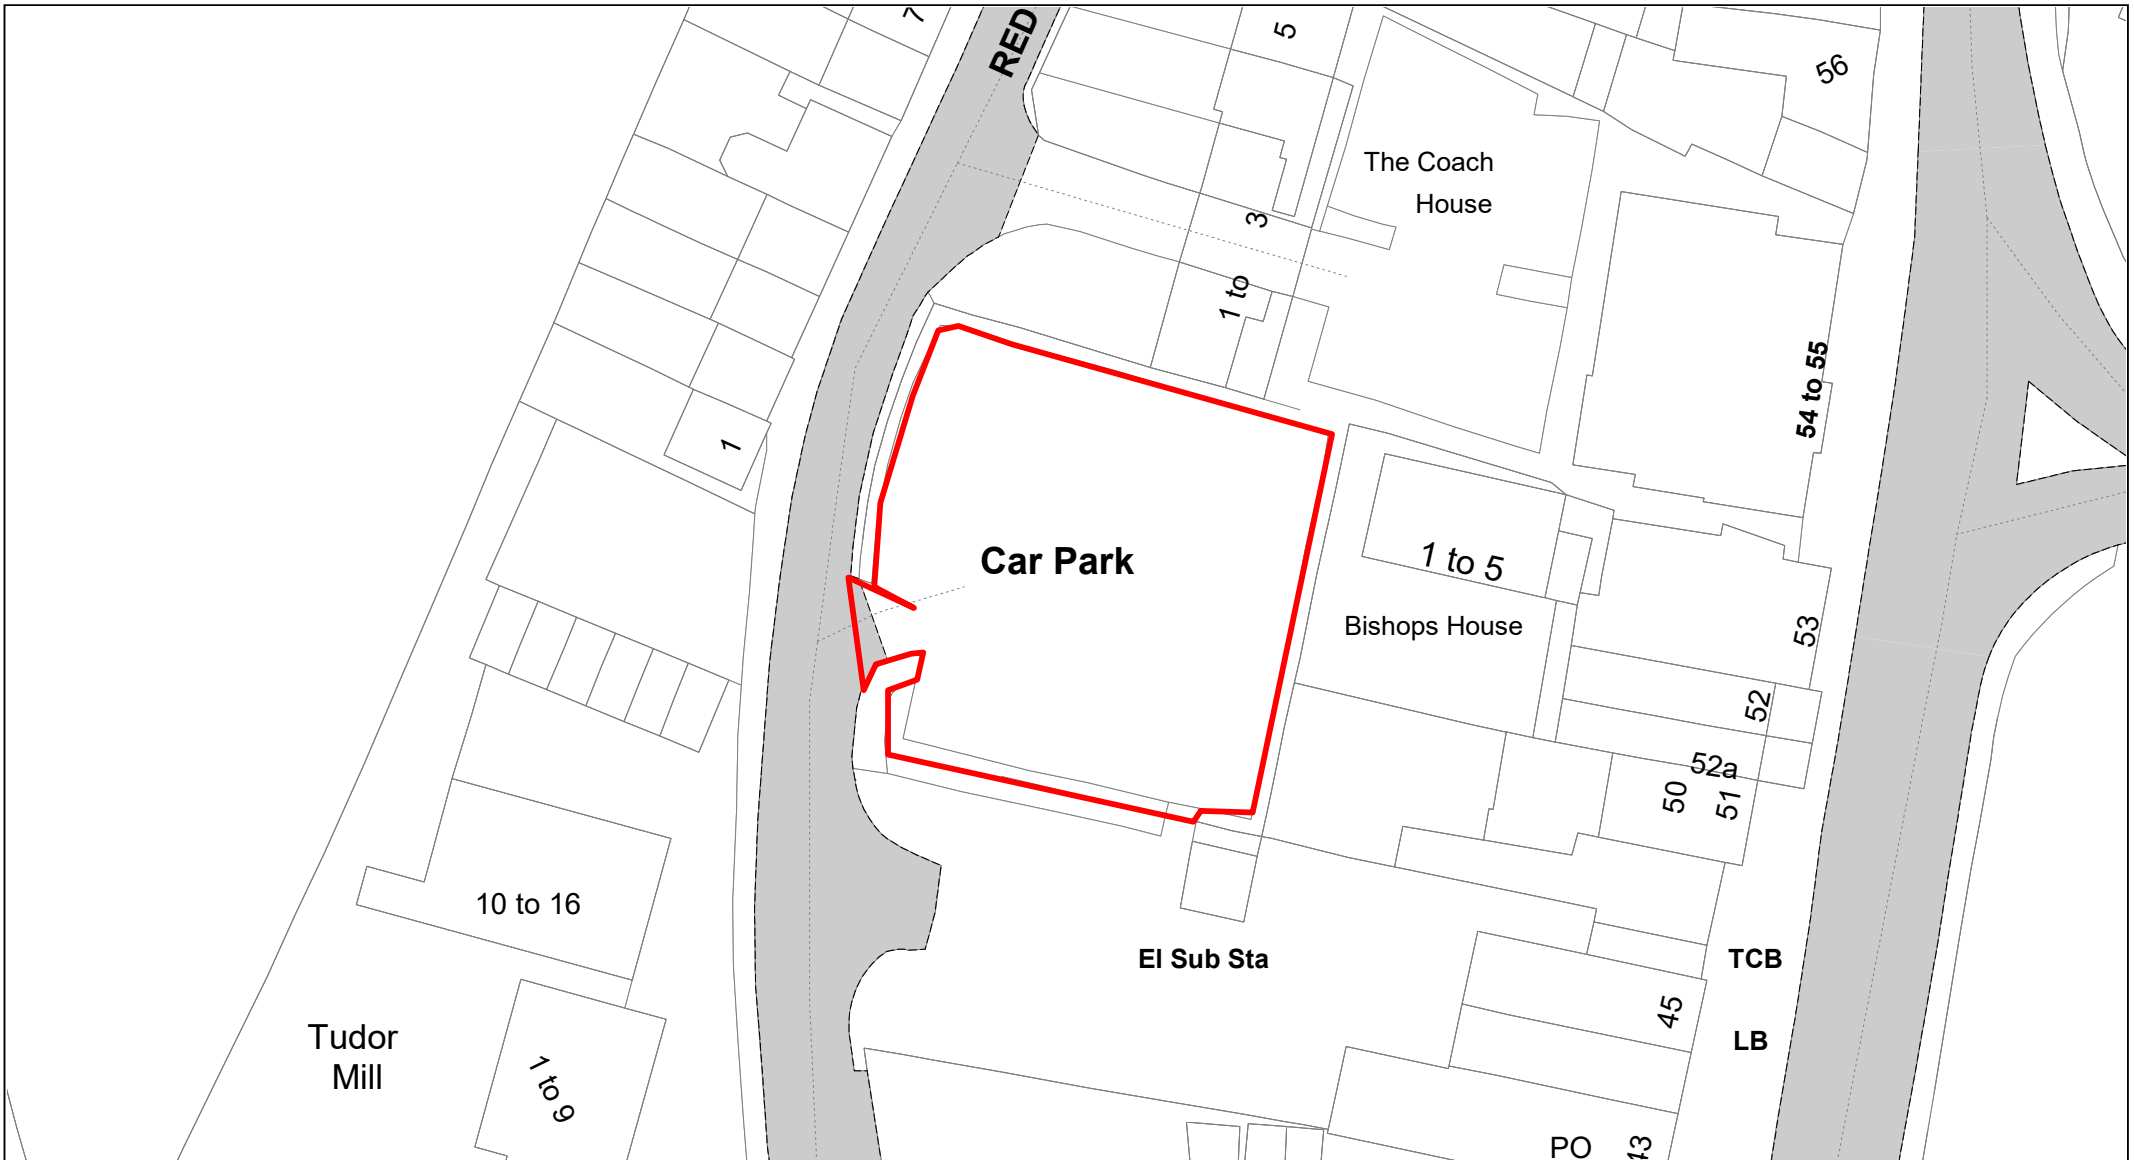 7
RED
5
56
The Coach
House
3
1 to
54 to 55
1
Car Park
1 to 5
Bishops House
53
52
52a
50
51
10 to 16
El Sub Sta
TCB
45
LB
Tudor
Mill
1 to 9
PO
43